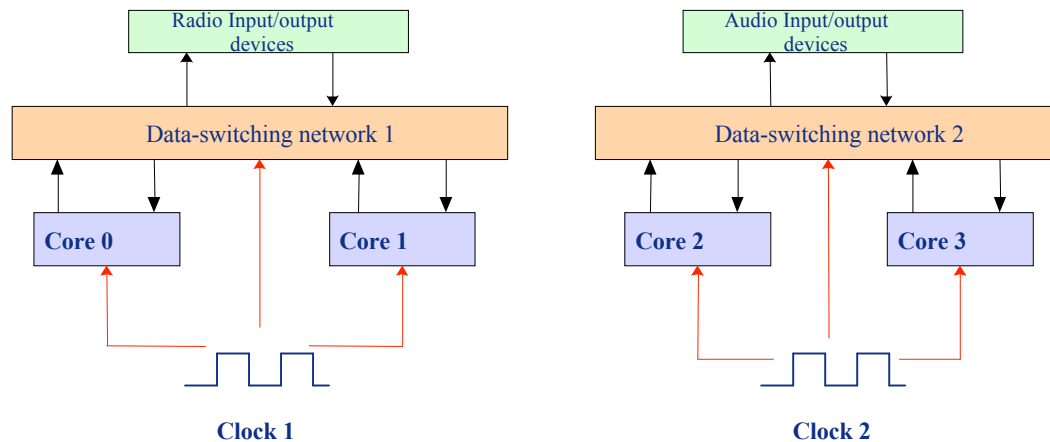 Radio Input/output
devices
Audio Input/output
devices
Data-switching network 1
Data-switching network 2
Core 0
Core 1
Core 2
Core 3
Clock 1
Clock 2